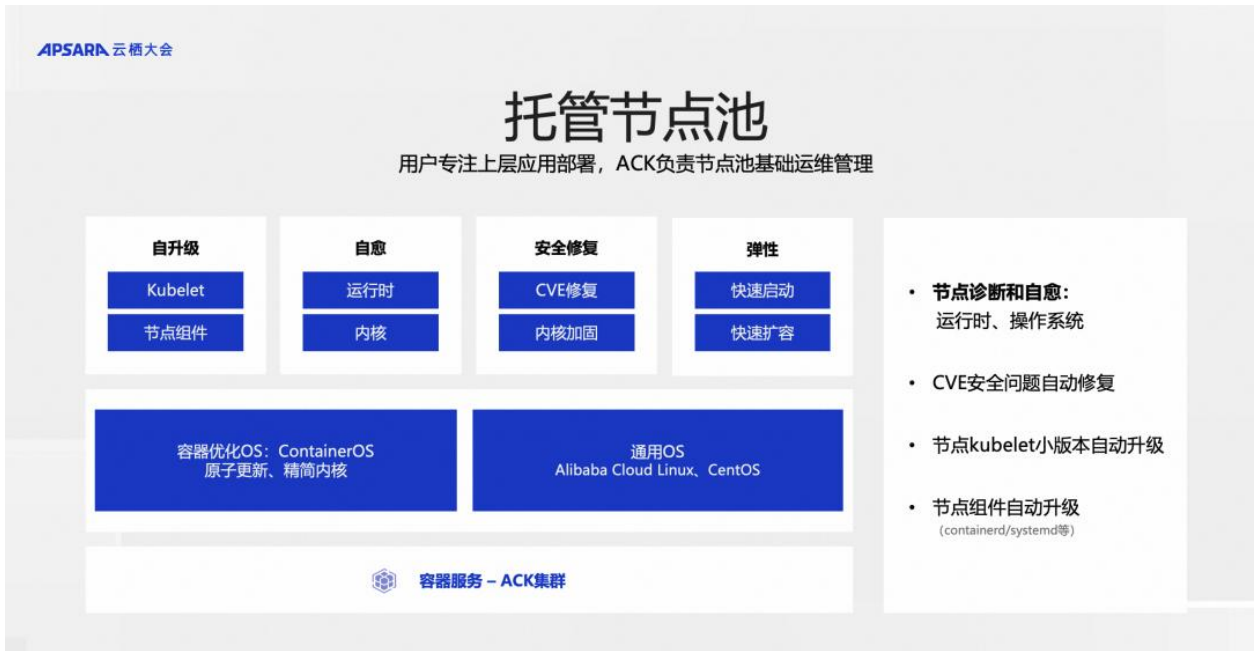 APSARA云栖大会
托管节点池
用户专注上层应用部署，ACK负责节点池基础运维管理
自升级
Kubelet
节点组件
自愈
运行时
内核
安全修复
CVE修复
内核加固
弹性
快速启动
快速扩容
容器优化OS：ContainerOS
原子更新、精简内核
通用OS
Alibaba Cloud Linux、CentOS
容器服务 – ACK集群
• 节点诊断和自愈：
运行时、操作系统
• CVE安全问题自动修复
• 节点kubelet小版本自动升级
• 节点组件自动升级
（containerd/systemd等）